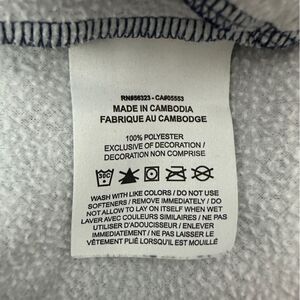 RN#56323 - CA#05553
MADE IN CAMBODIA
FABRIQUE AU CAMBODGE
100% POLYESTER
EXCLUSIVE OF DECORATION /
DECORATION NON COMPRISE
30C
WASH WITH LIKE COLORS / DO NOT USE
SOFTENERS / REMOVE IMMEDIATELY / DO
NOT ALLOW TO LAY ON ITSELF WHEN WET
LAVER AVEC COULEURS SIMILAIRES / NE PAS
UTILISER D'ADOUCISSEUR / ENLEVER
IMMEDIATEMENT / NE PAS LAISSER LE
VÊTEMENT PLIÉ LORSQU'IL EST MOUILLÉ